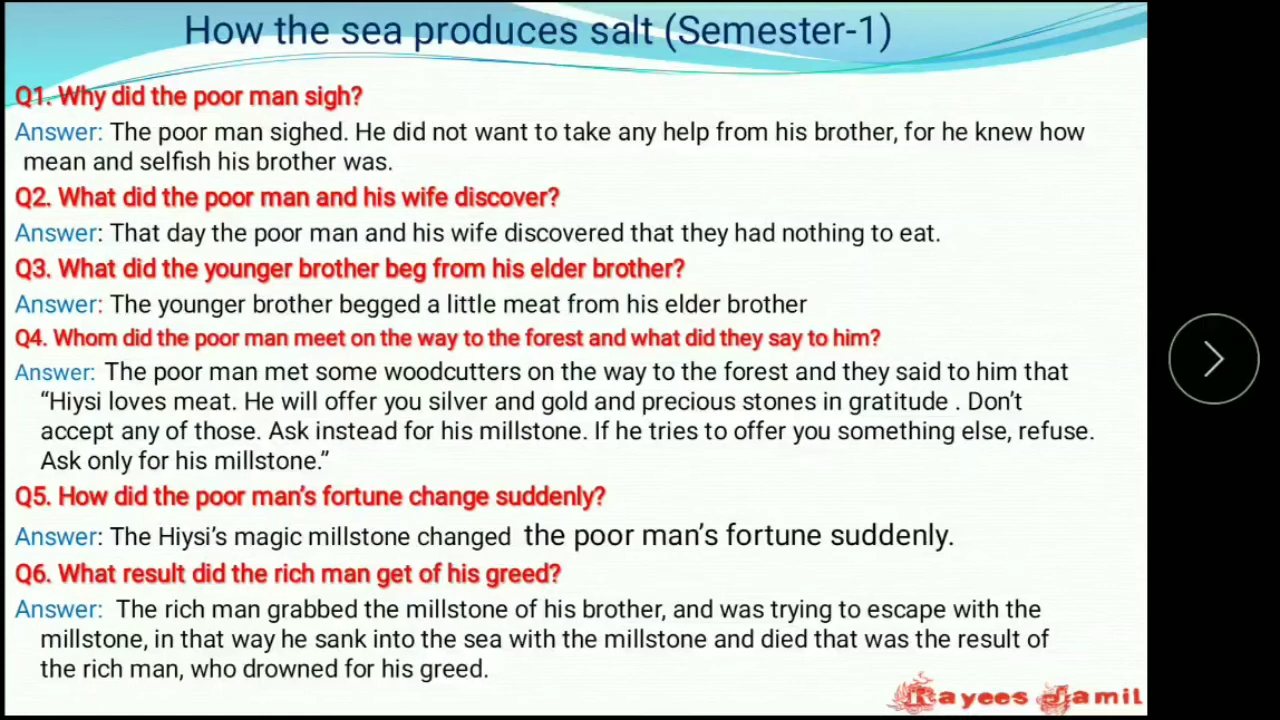 How the sea produces salt (Semester-1)
Q1. Why did the poor man sigh?
Answer: The poor man sighed. He did not want to take any help from his brother, for he knew how
mean and selfish his brother was.
Q2. What did the poor man and his wife discover?
Answer: That day the poor man and his wife discovered that they had nothing to eat.
Q3. What did the younger brother beg from his elder brother?
Answer: The younger brother begged a little meat from his elder brother
Q4. Whom did the poor man meet on the way to the forest and what did they say to him?
Answer: The poor man met some woodcutters on the way to the forest and they said to him that
“Hiysi loves meat. He will offer you silver and gold and precious stones in gratitude . Don’t
accept any of those. Ask instead for his millstone. If he tries to offer you something else, refuse.
Ask only for his millstone.”
Q5. How did the poor man’s fortune change suddenly?
Answer: The Hiysi’s magic millstone changed the poor man’s fortune suddenly.
Q6. What result did the rich man get of his greed?
Answer: The rich man grabbed the millstone of his brother, and was trying to escape with the
millstone, in that way he sank into the sea with the millstone and died that was the result of
the rich man, who drowned for his greed.
Rayees Jamil